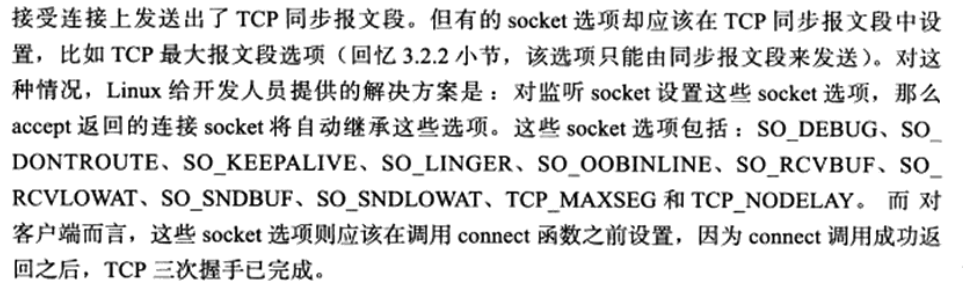 接受连接上发送出了 TCP 同步报文段。但有的 socket 选项却应该在 TCP 同步报文段中设
置，比如 TCP 最大报文段选项（回忆 3.2.2 小节，该选项只能由同步报文段来发送）。对这
种情况，Linux 给开发人员提供的解决方案是：对监听 socket 设置这些 socket 选项，那么
accept 返回的连接 socket 将自动继承这些选项。这些 socket 选项包括：SO_DEBUG、SO_
DONTROUTE、SO_KEEPALIVE、SO_LINGER、SO_OOBINLINE、SO_RCVBUF、SO_
RCVLOWAT、SO_SNDBUF、SO_SNDLOWAT、TCP_MAXSEG 和 TCP_NODELAY。 而 对
客户端而言，这些 socket 选项则应该在调用 connect 函数之前设置，因为 connect 调用成功返
回之后，TCP 三次握手已完成。